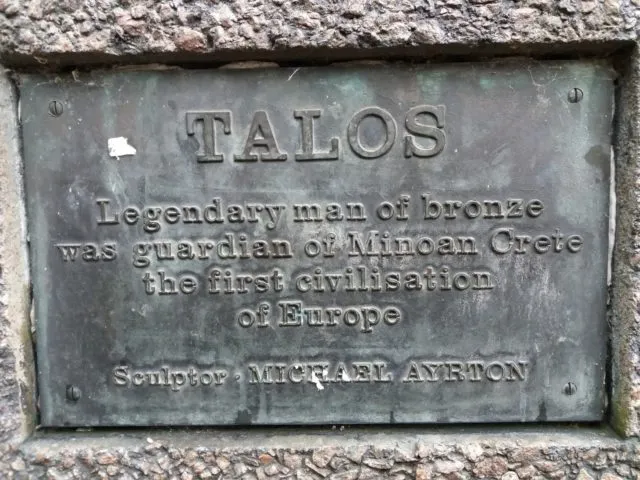 TALOS
Legendary man of bronze
was guardian of Minoan Crete
the first civilisation
of Europe
Sculptor · MICHAEL AYRTON